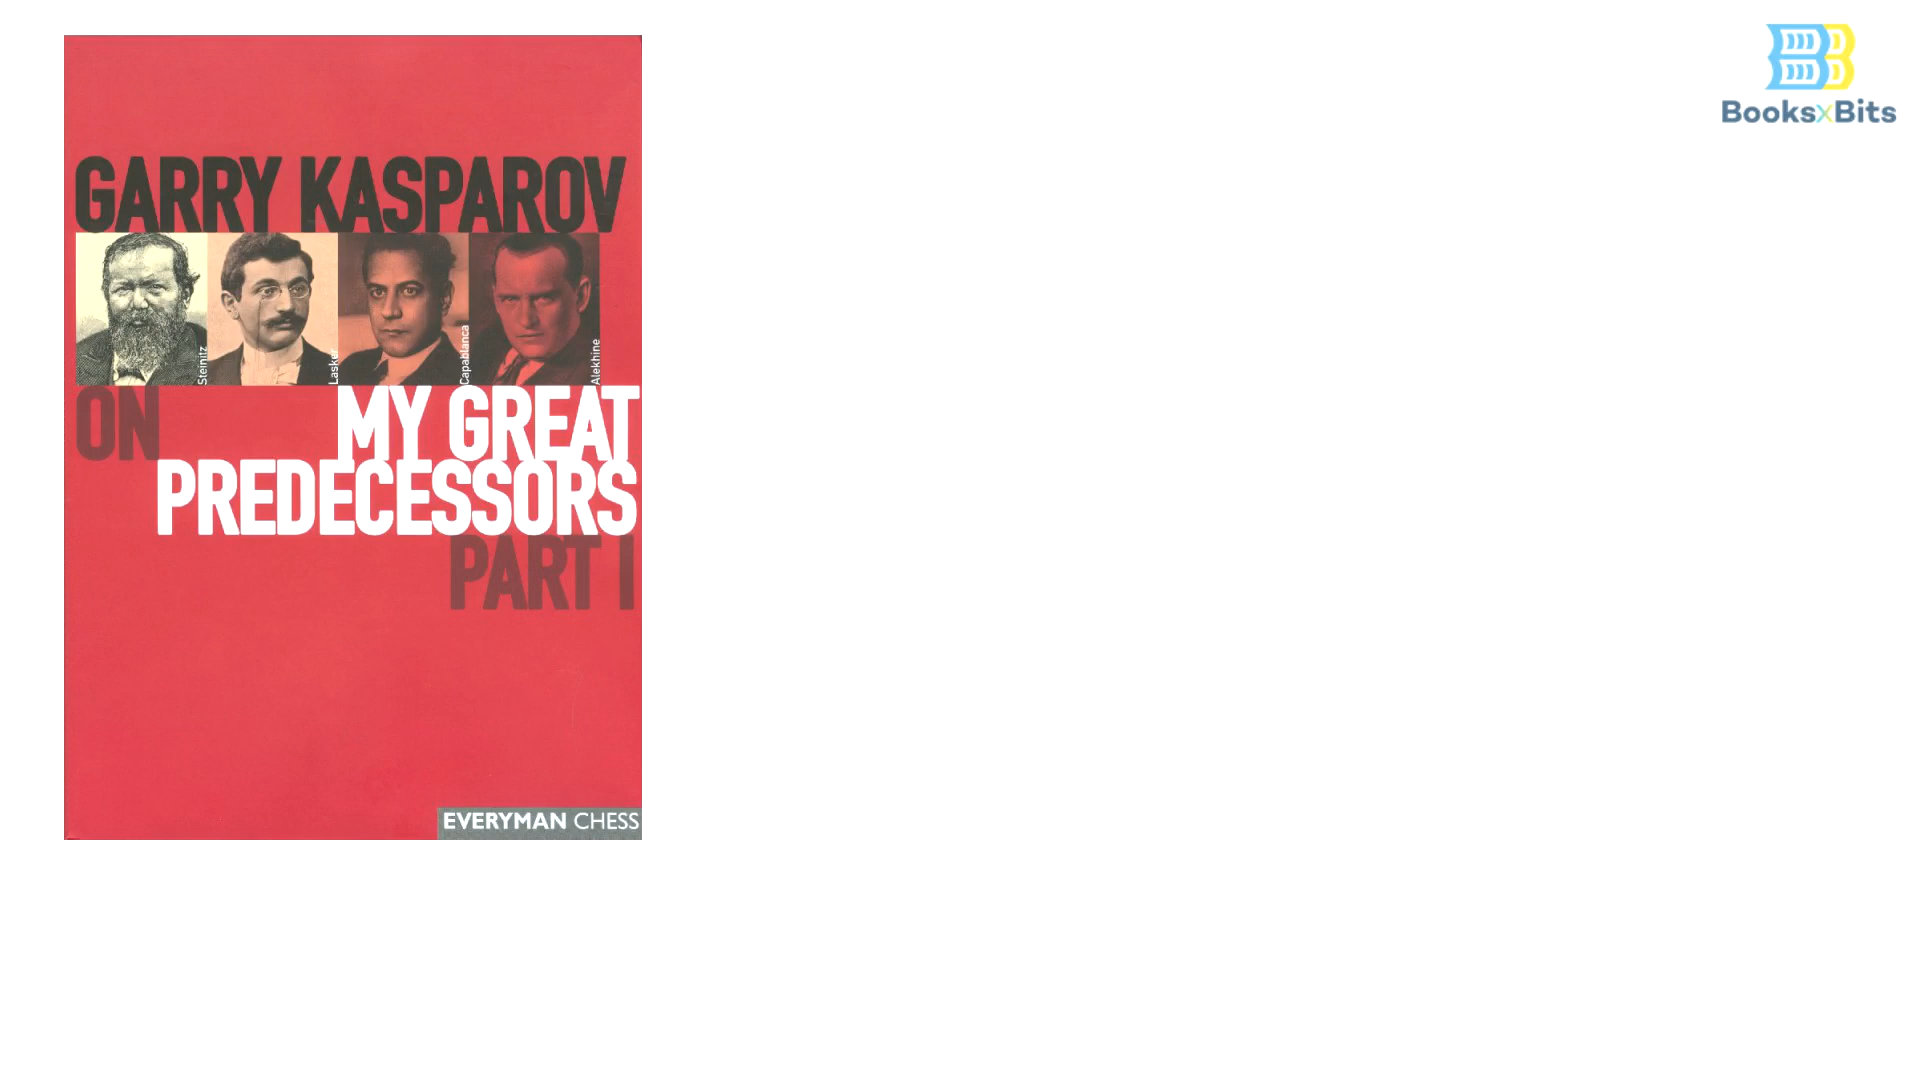 BooksxBits
GARRY KASPAROV
Steinitz
Lasker
Capablanca
Alekhine
ON MY GREAT
PREDECESSORS
PART I
EVERYMAN CHESS